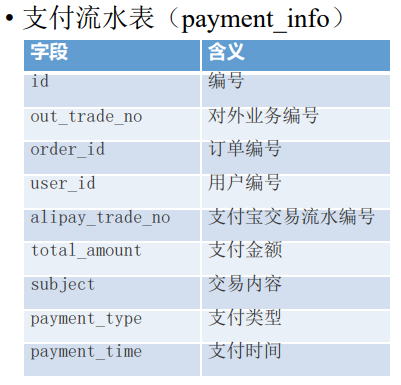 • 支付流水表（payment_info）
字段 含义
id 编号
out_trade_no 对外业务编号
order_id 订单编号
user_id 用户编号
alipay_trade_no 支付宝交易流水编号
total_amount 支付金额
subject 交易内容
payment_type 支付类型
payment_time 支付时间